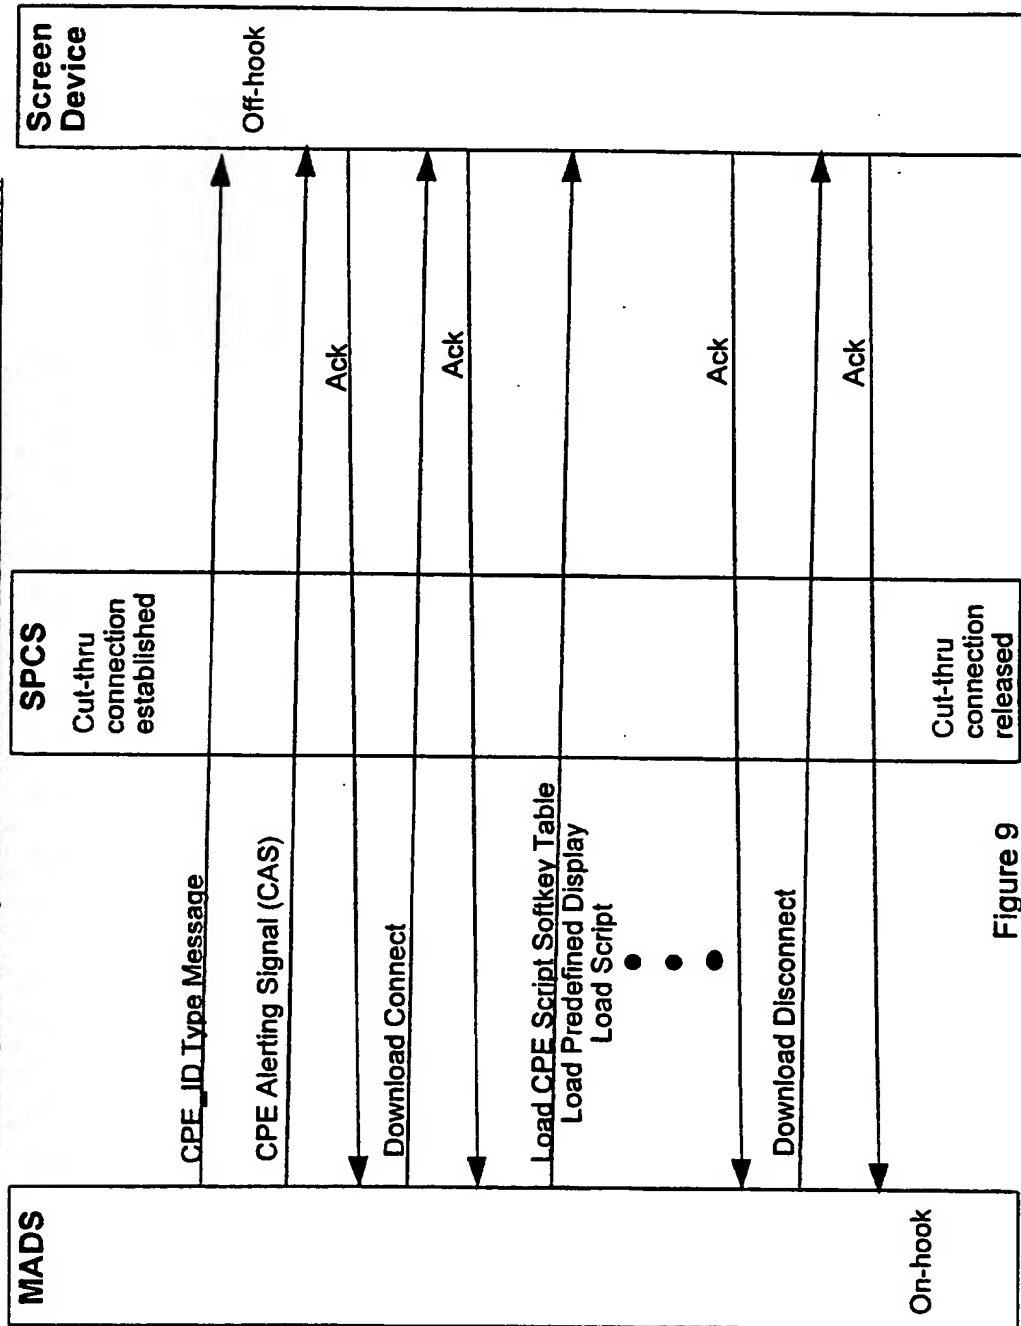 MADS
SPCS
Screen
Device
Cut-thru
connection
established
CPE_ID Type Message
Off-hook
CPE Alerting Signal (CAS)
Ack
Download Connect
Ack
Load CPE Script Softkey Table
Load Predefined Display
Load Script
Ack
Download Disconnect
Ack
On-hook
Cut-thru
connection
released
Figure 9